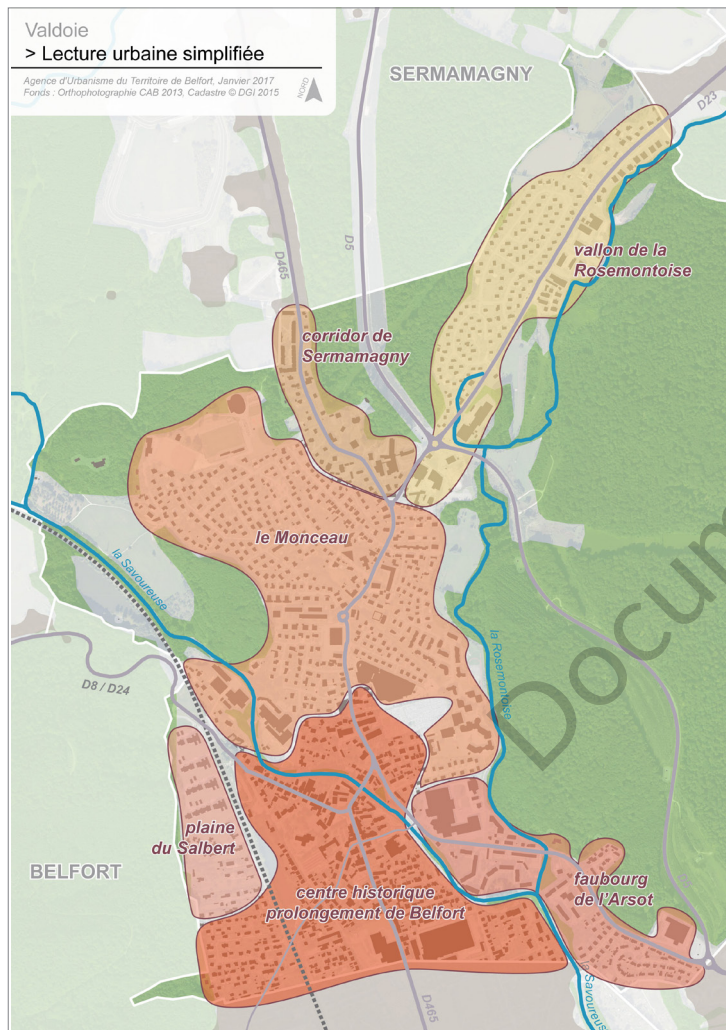 Valdoie
> Lecture urbaine simplifiée
Agence d'Urbanisme du Territoire de Belfort, Janvier 2017
Fonds : Orthophotographie CAB 2013, Cadastre © DGI 2015
NORD
SERMAMAGNY
D23
D5
D465
vallon de la
Rosemontoise
corridor de
Sermamagny
le Monceau
la Savoureuse
la Rosemontoise
D8 / D24
Docum
plaine
du Salbert
BELFORT
centre historique
prolongement de Belfort
faubourg
de l'Arsot
Savoureuse
D465